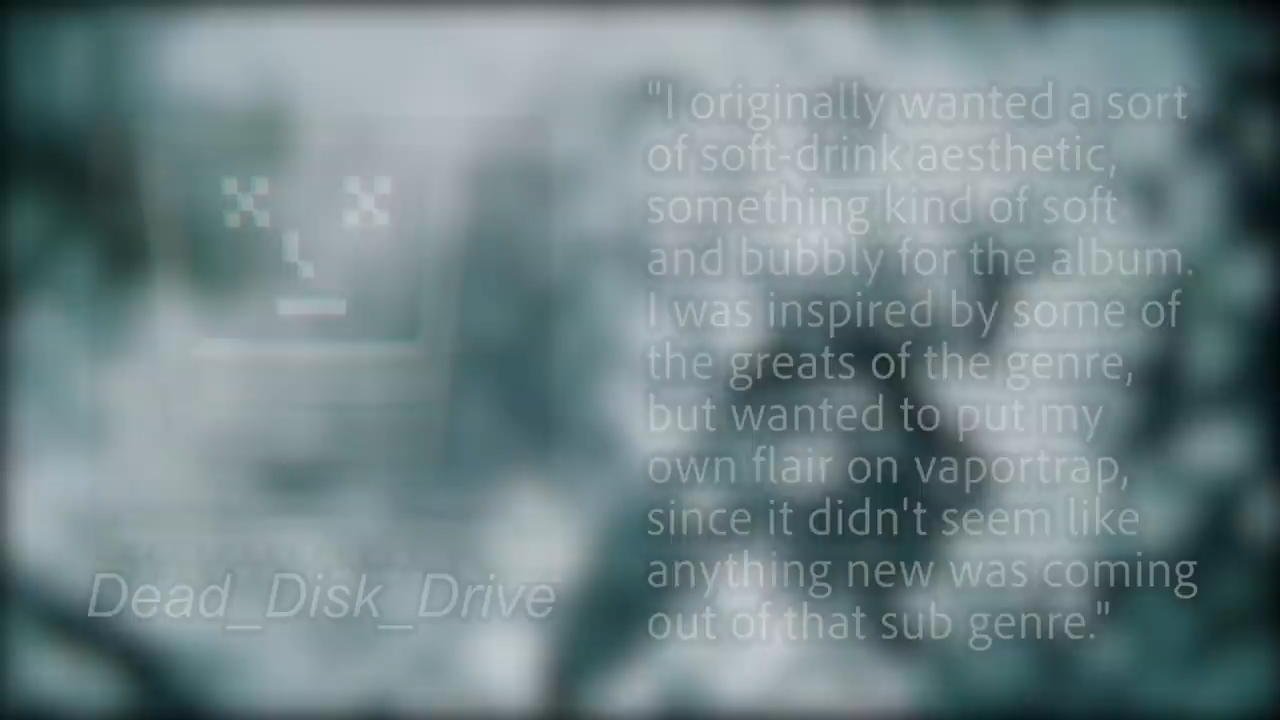 "I originally wanted a sort
of soft-drink aesthetic,
something kind of soft
and bubbly for the album.
I was inspired by some of
the greats of the genre,
but wanted to put my
own flair on vaportrap,
since it didn't seem like
anything new was coming
out of that sub genre."
Dead_Disk_Drive